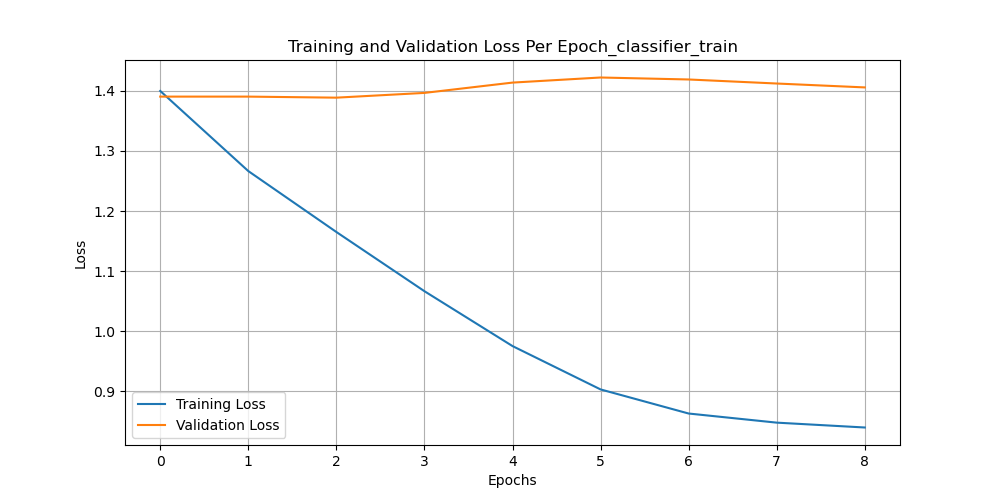 Training and Validation Loss Per Epoch_classifier_train
1.4
1.3
1.2
1.1
1.0
0.9
Loss
Training Loss
Validation Loss
0 1 2 3 4 5 6 7 8
Epochs